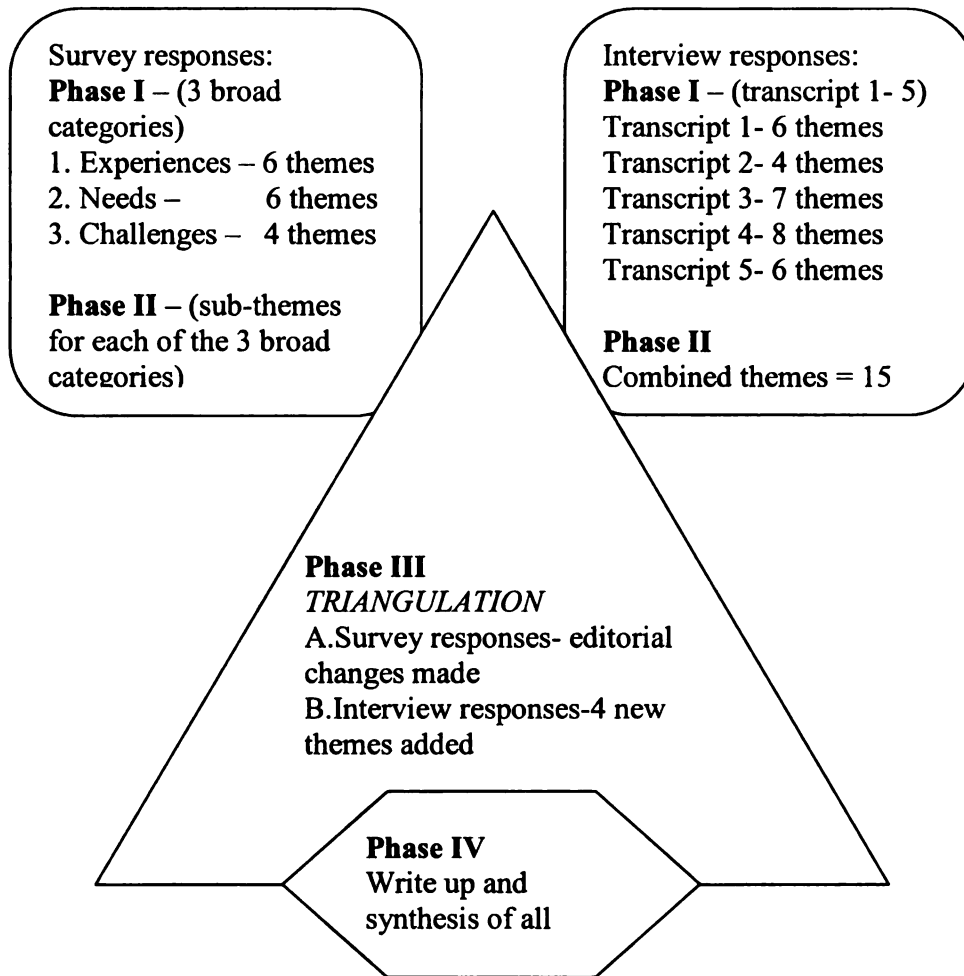 Survey responses:
Phase I – (3 broad
categories)
1. Experiences – 6 themes
2. Needs – 6 themes
3. Challenges – 4 themes
Phase II – (sub-themes
for each of the 3 broad
categories)
Interview responses:
Phase I – (transcript 1- 5)
Transcript 1- 6 themes
Transcript 2- 4 themes
Transcript 3- 7 themes
Transcript 4- 8 themes
Transcript 5- 6 themes
Phase II
Combined themes = 15
Phase III
TRIANGULATION
A.Survey responses- editorial
changes made
B.Interview responses-4 new
themes added
Phase IV
Write up and
synthesis of all